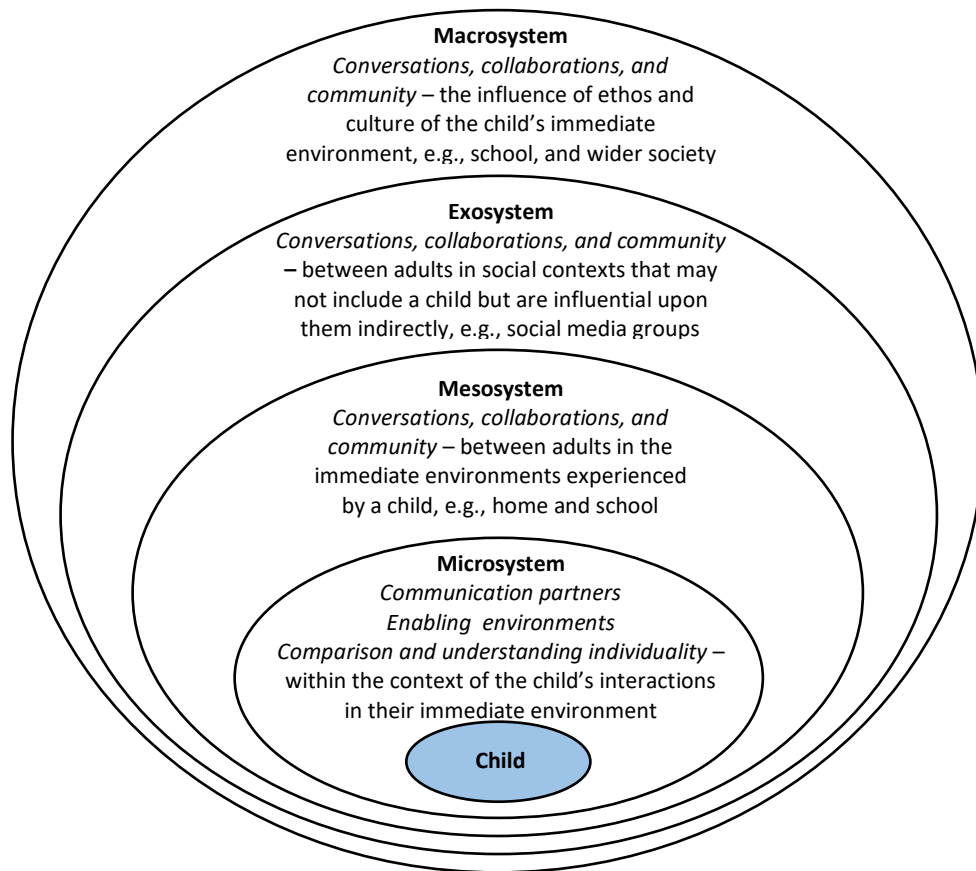 Macrosystem
Conversations, collaborations, and
community – the influence of ethos and
culture of the child's immediate
environment, e.g., school, and wider society
Exosystem
Conversations, collaborations, and community
– between adults in social contexts that may
not include a child but are influential upon
them indirectly, e.g., social media groups
Mesosystem
Conversations, collaborations, and
community – between adults in the
immediate environments experienced
by a child, e.g., home and school
Microsystem
Communication partners
Enabling environments
Comparison and understanding individuality –
within the context of the child's interactions
in their immediate environment
Child